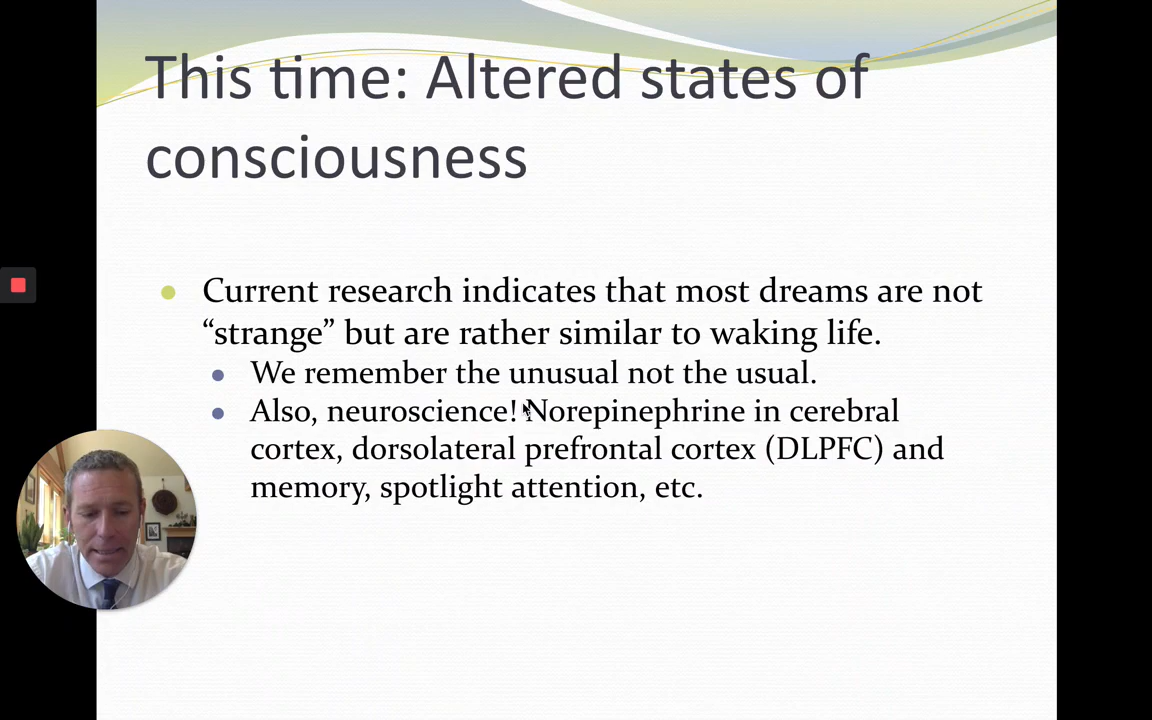 This time: Altered states of
consciousness
Current research indicates that most dreams are not
“strange” but are rather similar to waking life.
We remember the unusual not the usual.
Also, neuroscience! Norepinephrine in cerebral
cortex, dorsolateral prefrontal cortex (DLPFC) and
memory, spotlight attention, etc.